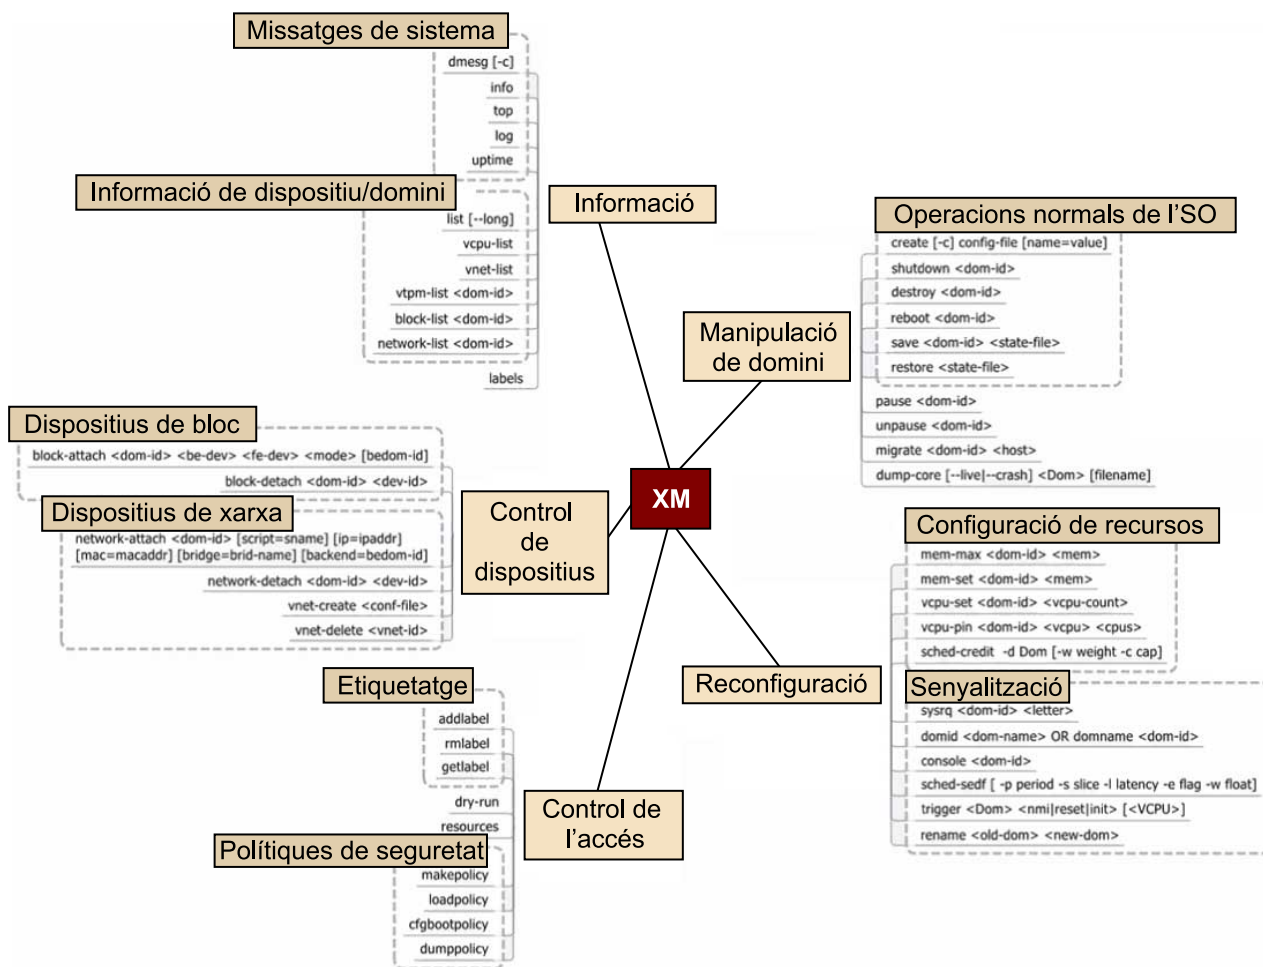 Missatges de sistema
dmesg [-c]
info
top
log
uptime
Informació de dispositiu/domini
list [--long]
vcpu-list
vnet-list
vtpm-list <dom-id>
block-list <dom-id>
network-list <dom-id>
labels
Informació
Operacions normals de l’SO
create [-c] config-file [name=value]
shutdown <dom-id>
destroy <dom-id>
reboot <dom-id>
save <dom-id> <state-file>
restore <state-file>
pause <dom-id>
unpause <dom-id>
migrate <dom-id> <host>
dump-core [--live|--crash] <Dom> [filename]
Manipulació
de domini
XM
Dispositius de bloc
block-attach <dom-id> <be-dev> <fe-dev> <mode> [bedom-id]
block-detach <dom-id> <dev-id>
Dispositius de xarxa
network-attach <dom-id> [script=sname] [ip=ipaddr]
[mac=macaddr] [bridge=brid-name] [backend=bedom-id]
network-detach <dom-id> <dev-id>
vnet-create <conf-file>
vnet-delete <vnet-id>
Control
de
dispositius
Configuració de recursos
mem-max <dom-id> <mem>
mem-set <dom-id> <mem>
vcpu-set <dom-id> <vcpu-count>
vcpu-pin <dom-id> <vcpu> <cpus>
sched-credit -d Dom [-w weight -c cap]
Senyalització
sysrq <dom-id> <letter>
domid <dom-name> OR domname <dom-id>
console <dom-id>
sched-sedf [ -p period -s slice -l latency -e flag -w float]
trigger <Dom> <nmi|reset|init> [<VCPU>]
rename <old-dom> <new-dom>
Reconfiguració
Etiquetatge
addlabel
rmlabel
getlabel
dry-run
resources
Polítiques de seguretat
makepolicy
loadpolicy
cfgbootpolicy
dumppolicy
Control de
l’accés